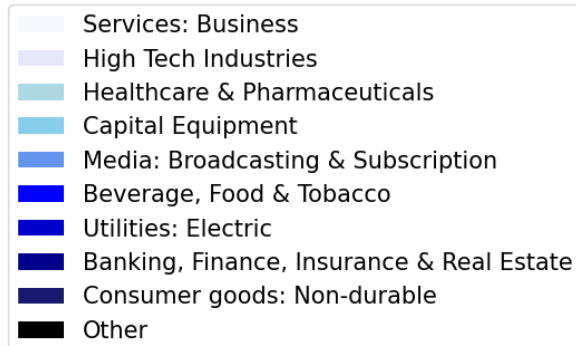 Services: Business
High Tech Industries
Healthcare & Pharmaceuticals
Capital Equipment
Media: Broadcasting & Subscription
Beverage, Food & Tobacco
Utilities: Electric
Banking, Finance, Insurance & Real Estate
Consumer goods: Non-durable
Other